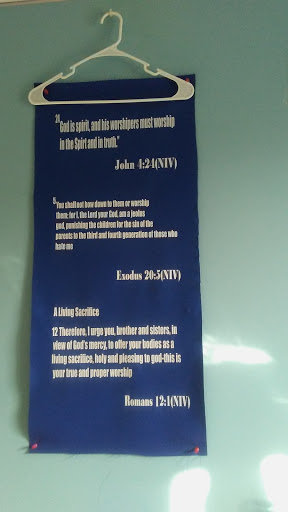 24
"God is spirit, and his worshipers must worship
in the Spirt and in truth."
John 4:24(NIV)
5
"You shall not bow down to them or worship
them; for I, the Lord your God, am a jeolus
god, punishing the children for the sin of the
parents to the third and fourth generation of those who
hate me
Exodus 20:5(NIV)
A Living Sacrifice
12 Therefore, I urge you, brother and sisters, in
view of God's mercy, to offer your bodies as a
living sacrifice, holy and pleasing to god-this is
your true and proper worship
Romans 12:1(NIV)